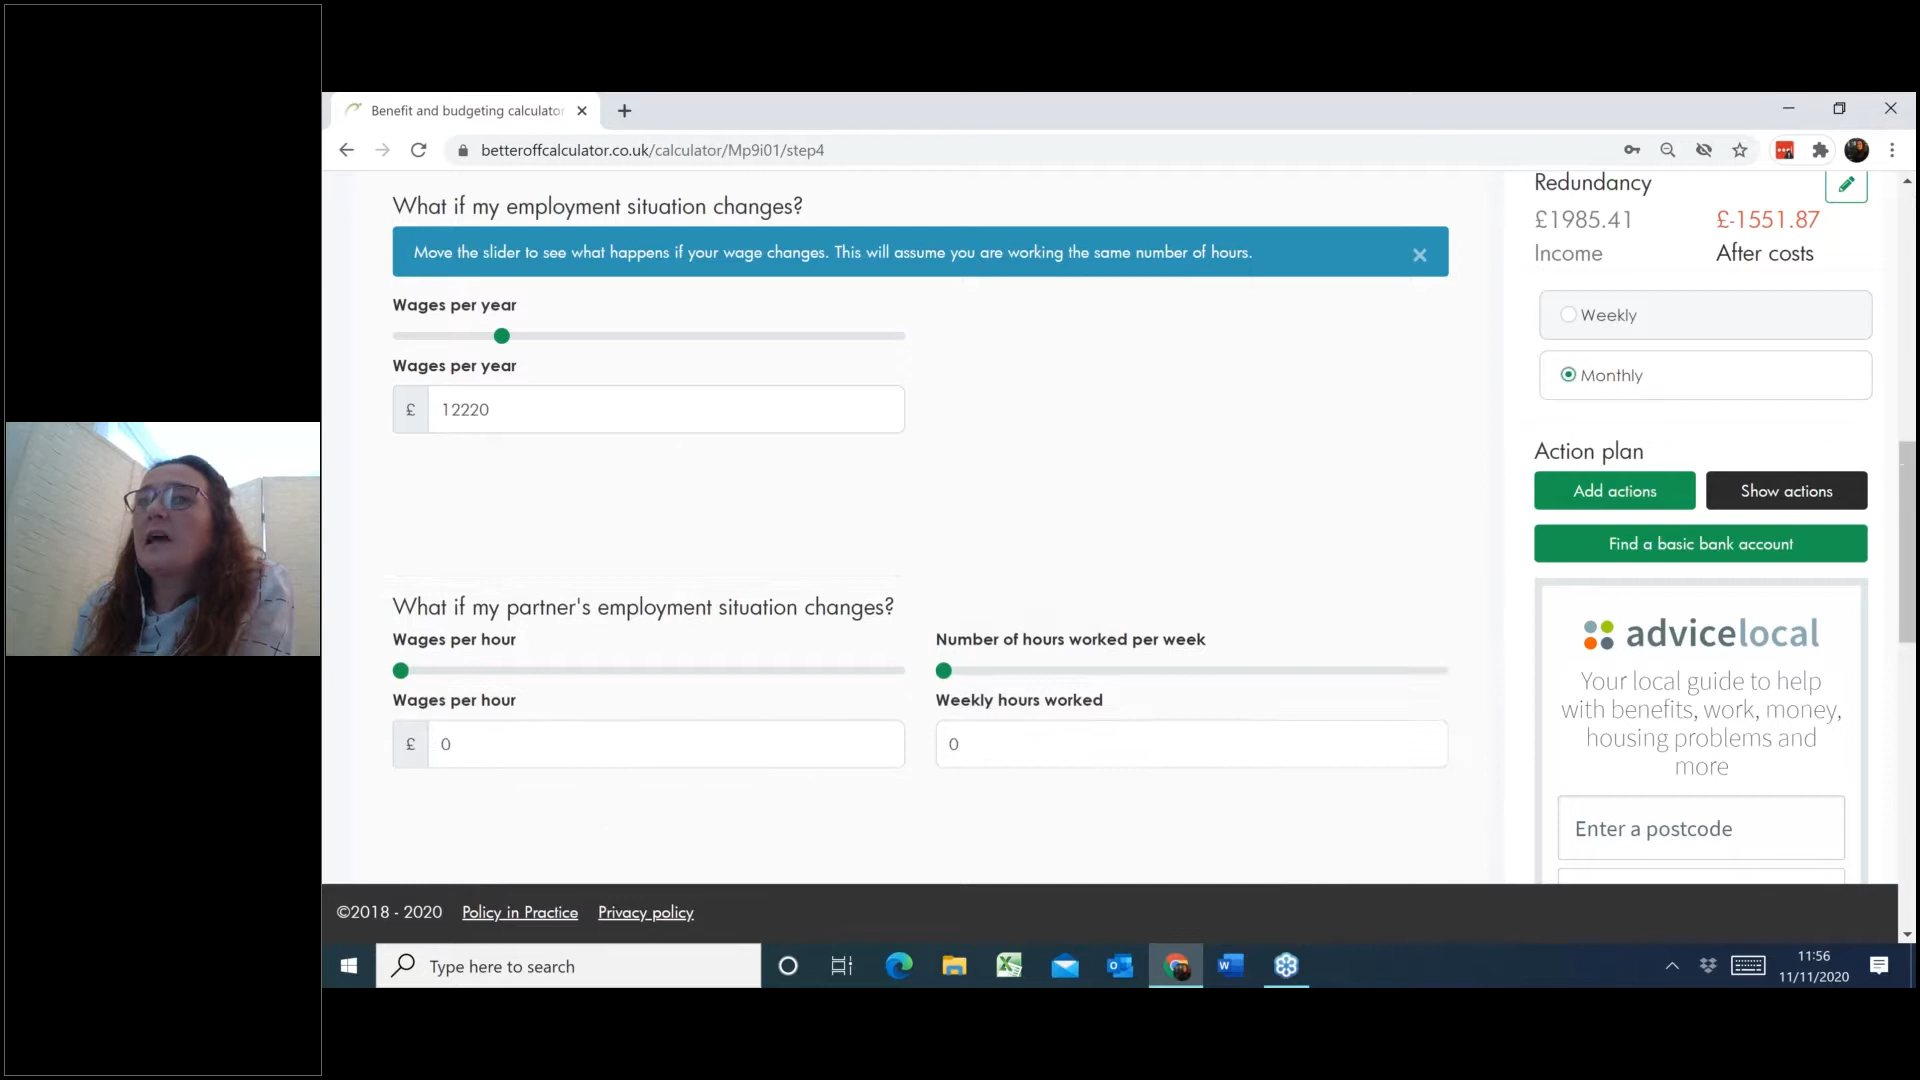 Benefit and budgeting calculator
betteroffcalculator.co.uk/calculator/Mp9i01/step4
What if my employment situation changes?
Move the slider to see what happens if your wage changes. This will assume you are working the same number of hours.
Wages per year
Wages per year
£ 12220
What if my partner's employment situation changes?
Wages per hour
Number of hours worked per week
Wages per hour
Weekly hours worked
£ 0
0
Redundancy
£1985.41
£-1551.87
Income
After costs
Weekly
Monthly
Action plan
Add actions
Show actions
Find a basic bank account
advicelocal
Your local guide to help
with benefits, work, money,
housing problems and
more
Enter a postcode
©2018 - 2020 Policy in Practice Privacy policy
Type here to search
11:56
11/11/2020